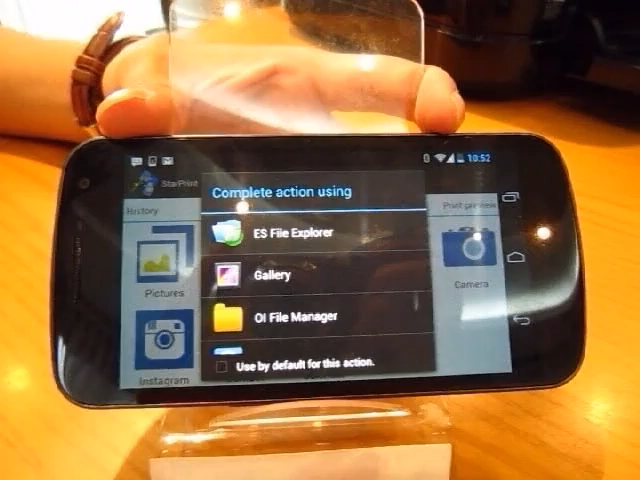 10:52
StarPrint
Complete action using
History
Print preview
ES File Explorer
Pictures
Gallery
Camera
OI File Manager
Use by default for this action.
Instagram